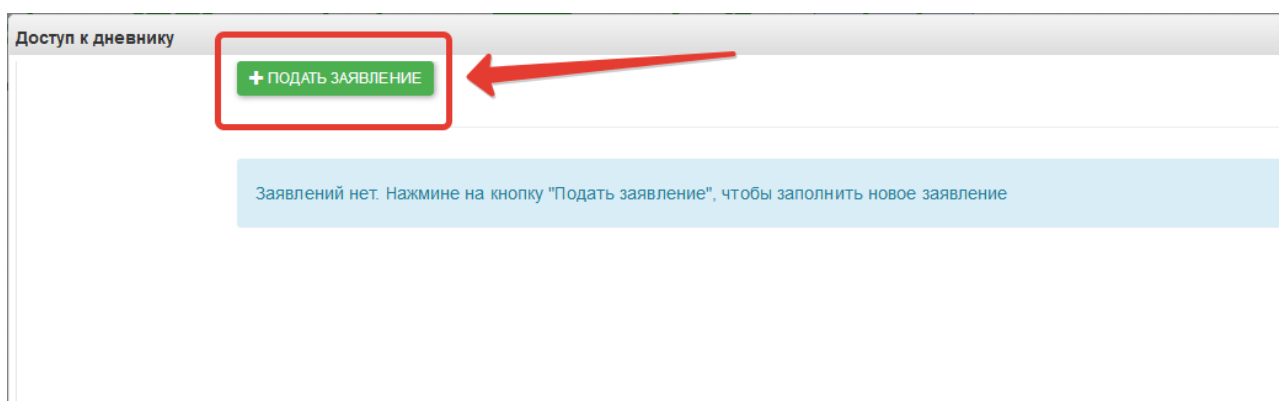 Доступ к дневнику
ПОДАТЬ ЗАЯВЛЕНИЕ
Заявлений нет. Нажмине на кнопку "Подать заявление", чтобы заполнить новое заявление